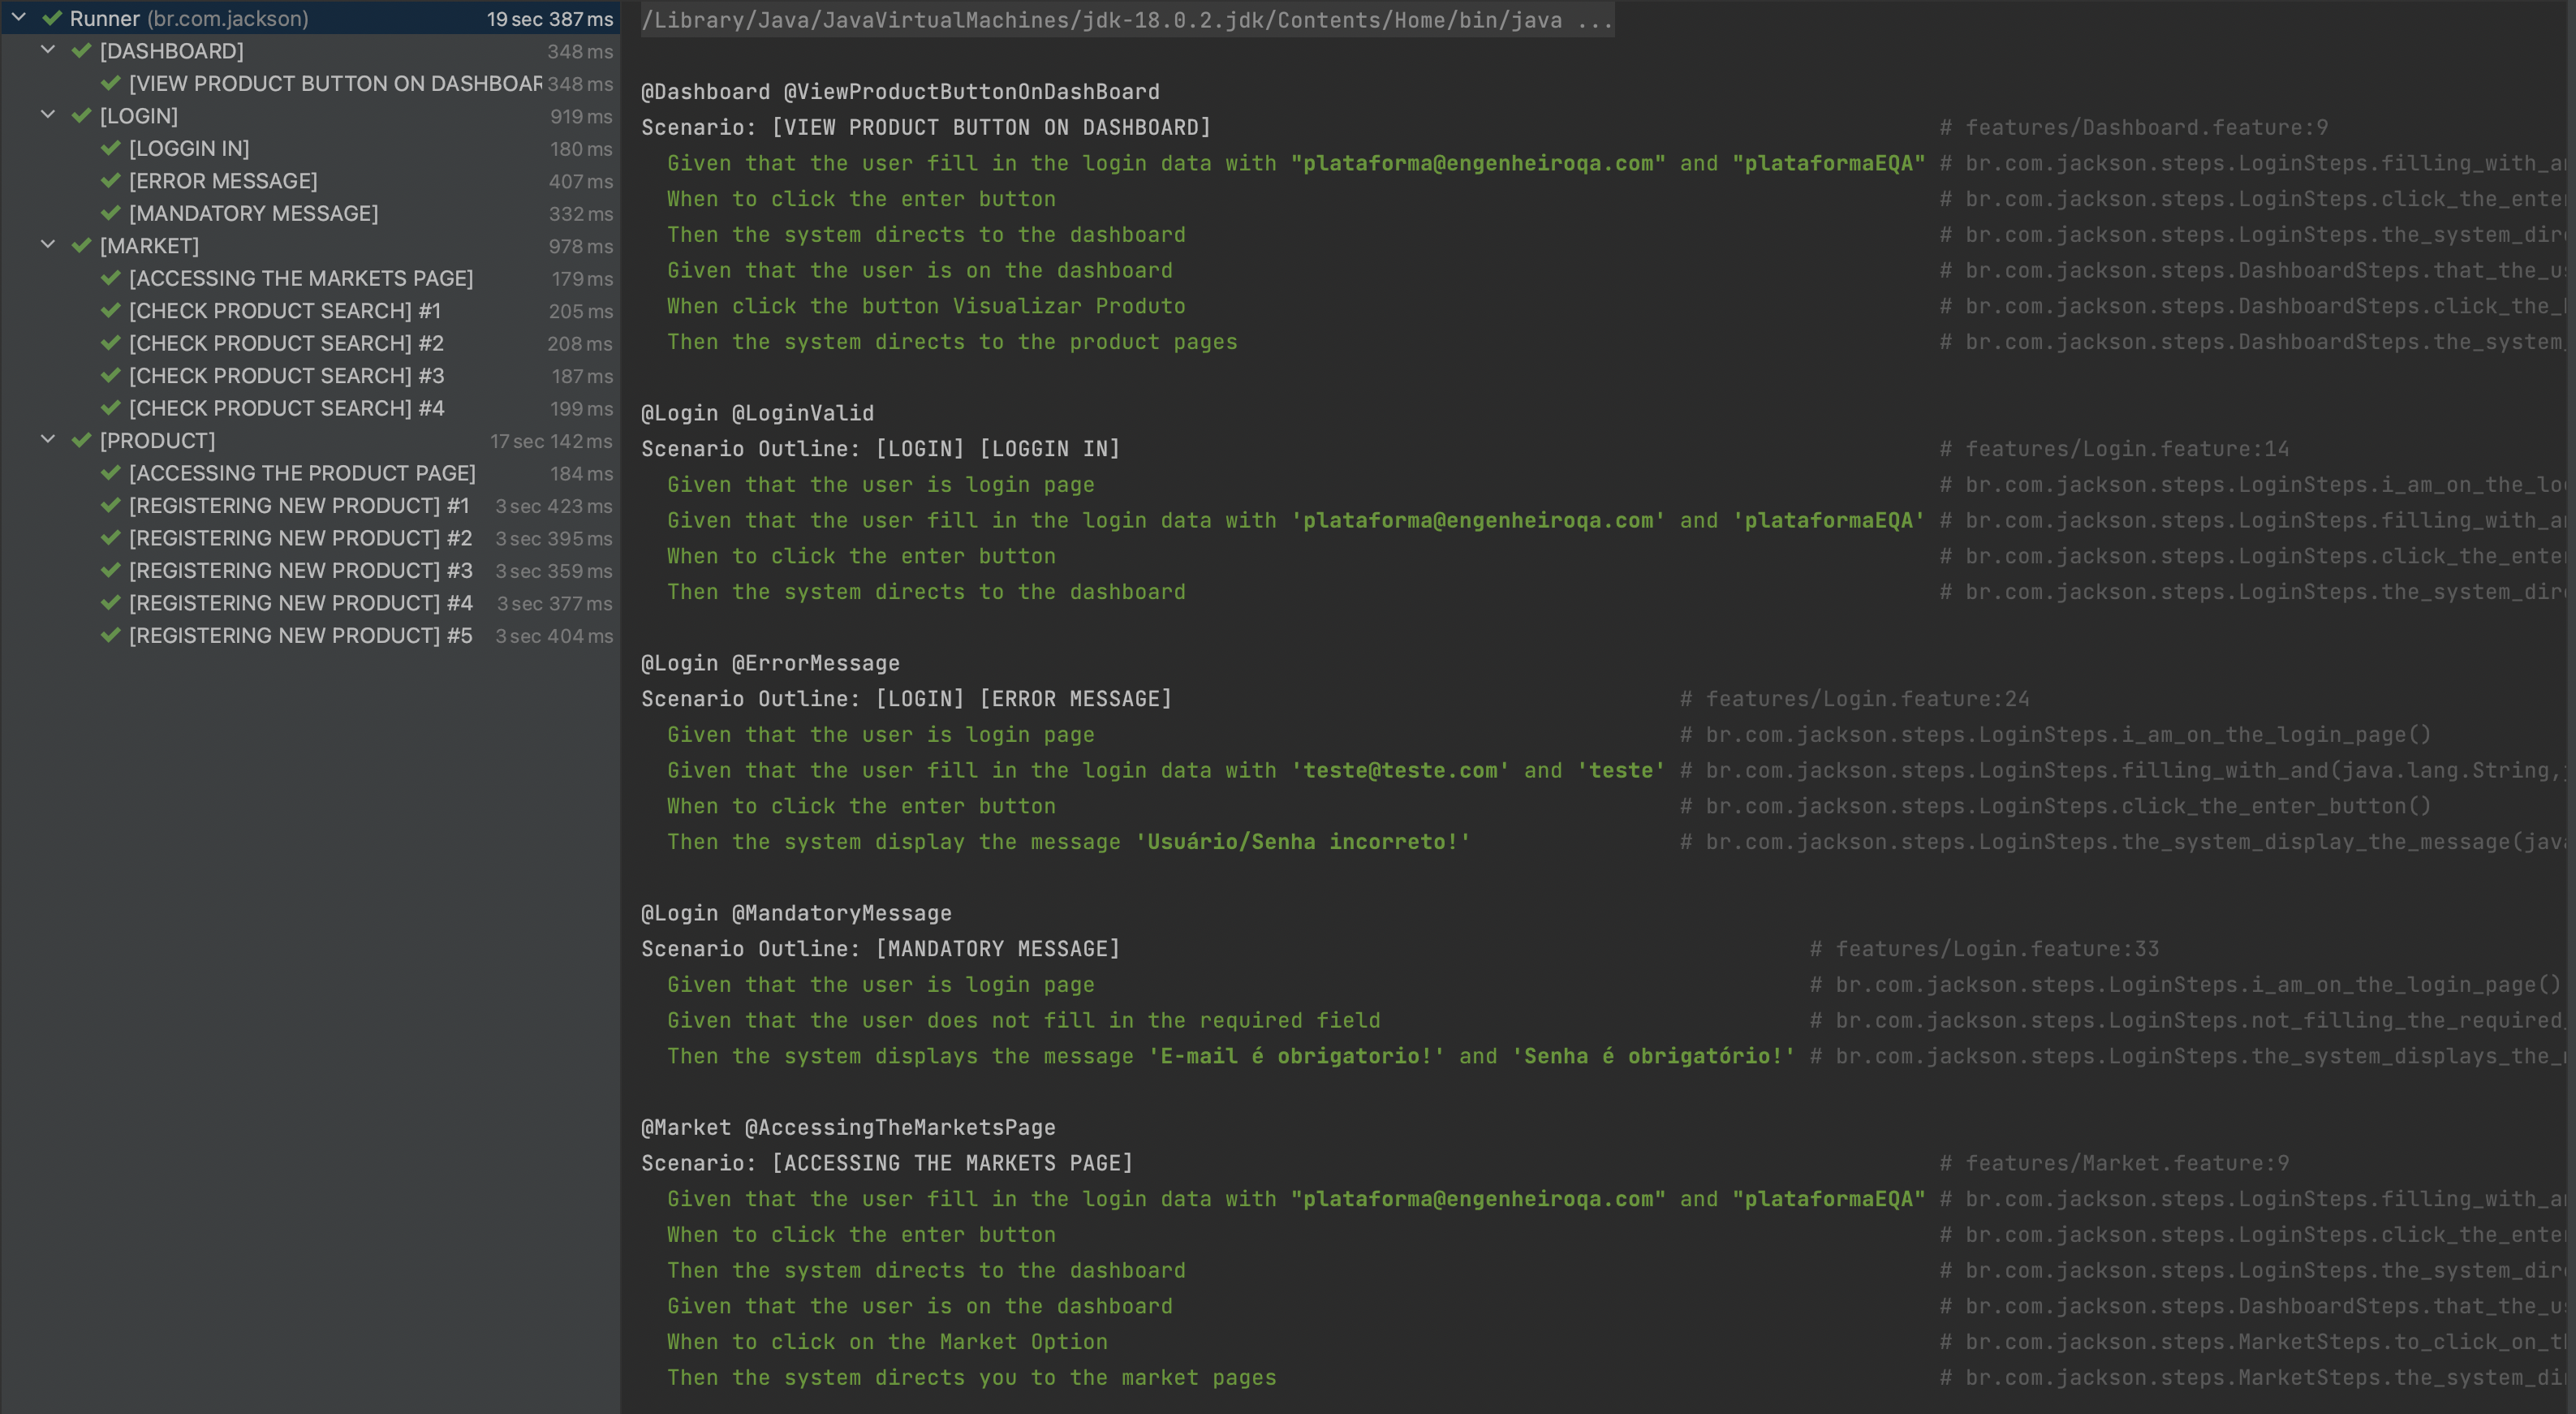 Runner (br.com.jackson) 19 sec 387 ms
[DASHBOARD] 348 ms
[VIEW PRODUCT BUTTON ON DASHBOAR 348 ms
[LOGIN] 919 ms
[LOGGIN IN] 180 ms
[ERROR MESSAGE] 407 ms
[MANDATORY MESSAGE] 332 ms
[MARKET] 978 ms
[ACCESSING THE MARKETS PAGE] 179 ms
[CHECK PRODUCT SEARCH] #1 205 ms
[CHECK PRODUCT SEARCH] #2 208 ms
[CHECK PRODUCT SEARCH] #3 187 ms
[CHECK PRODUCT SEARCH] #4 199 ms
[PRODUCT] 17 sec 142 ms
[ACCESSING THE PRODUCT PAGE] 184 ms
[REGISTERING NEW PRODUCT] #1 3 sec 423 ms
[REGISTERING NEW PRODUCT] #2 3 sec 395 ms
[REGISTERING NEW PRODUCT] #3 3 sec 359 ms
[REGISTERING NEW PRODUCT] #4 3 sec 377 ms
[REGISTERING NEW PRODUCT] #5 3 sec 404 ms
/Library/Java/JavaVirtualMachines/jdk-18.0.2.jdk/Contents/Home/bin/java ...
@Dashboard @ViewProductButtonOnDashBoard
Scenario: [VIEW PRODUCT BUTTON ON DASHBOARD] # features/Dashboard.feature:9
Given that the user fill in the login data with "plataforma@engenheiroqa.com" and "plataformaEQA" # br.com.jackson.steps.LoginSteps.filling_with_a
When to click the enter button # br.com.jackson.steps.LoginSteps.click_the_ente
Then the system directs to the dashboard # br.com.jackson.steps.LoginSteps.the_system_dir
Given that the user is on the dashboard # br.com.jackson.steps.DashboardSteps.that_the_u
When click the button Visualizar Produto # br.com.jackson.steps.DashboardSteps.click_the_
Then the system directs to the product pages # br.com.jackson.steps.DashboardSteps.the_system_
@Login @LoginValid
Scenario Outline: [LOGIN] [LOGGIN IN] # features/Login.feature:14
Given that the user is login page # br.com.jackson.steps.LoginSteps.i_am_on_the_lo
Given that the user fill in the login data with 'plataforma@engenheiroqa.com' and 'plataformaEQA' # br.com.jackson.steps.LoginSteps.filling_with_a
When to click the enter button # br.com.jackson.steps.LoginSteps.click_the_ente
Then the system directs to the dashboard # br.com.jackson.steps.LoginSteps.the_system_dir
@Login @ErrorMessage
Scenario Outline: [LOGIN] [ERROR MESSAGE] # features/Login.feature:24
Given that the user is login page # br.com.jackson.steps.LoginSteps.i_am_on_the_login_page()
Given that the user fill in the login data with 'teste@teste.com' and 'teste' # br.com.jackson.steps.LoginSteps.filling_with_and(java.lang.String,
When to click the enter button # br.com.jackson.steps.LoginSteps.click_the_enter_button()
Then the system display the message 'Usuário/Senha incorreto!' # br.com.jackson.steps.LoginSteps.the_system_display_the_message(jav
@Login @MandatoryMessage
Scenario Outline: [MANDATORY MESSAGE] # features/Login.feature:33
Given that the user is login page # br.com.jackson.steps.LoginSteps.i_am_on_the_login_page()
Given that the user does not fill in the required field # br.com.jackson.steps.LoginSteps.not_filling_the_required_
Then the system displays the message 'E-mail é obrigatorio!' and 'Senha é obrigatório!' # br.com.jackson.steps.LoginSteps.the_system_displays_the_
@Market @AccessingTheMarketsPage
Scenario: [ACCESSING THE MARKETS PAGE] # features/Market.feature:9
Given that the user fill in the login data with "plataforma@engenheiroqa.com" and "plataformaEQA" # br.com.jackson.steps.LoginSteps.filling_with_a
When to click the enter button # br.com.jackson.steps.LoginSteps.click_the_ente
Then the system directs to the dashboard # br.com.jackson.steps.LoginSteps.the_system_dir
Given that the user is on the dashboard # br.com.jackson.steps.DashboardSteps.that_the_u
When to click on the Market Option # br.com.jackson.steps.MarketSteps.to_click_on_t
Then the system directs you to the market pages # br.com.jackson.steps.MarketSteps.the_system_di